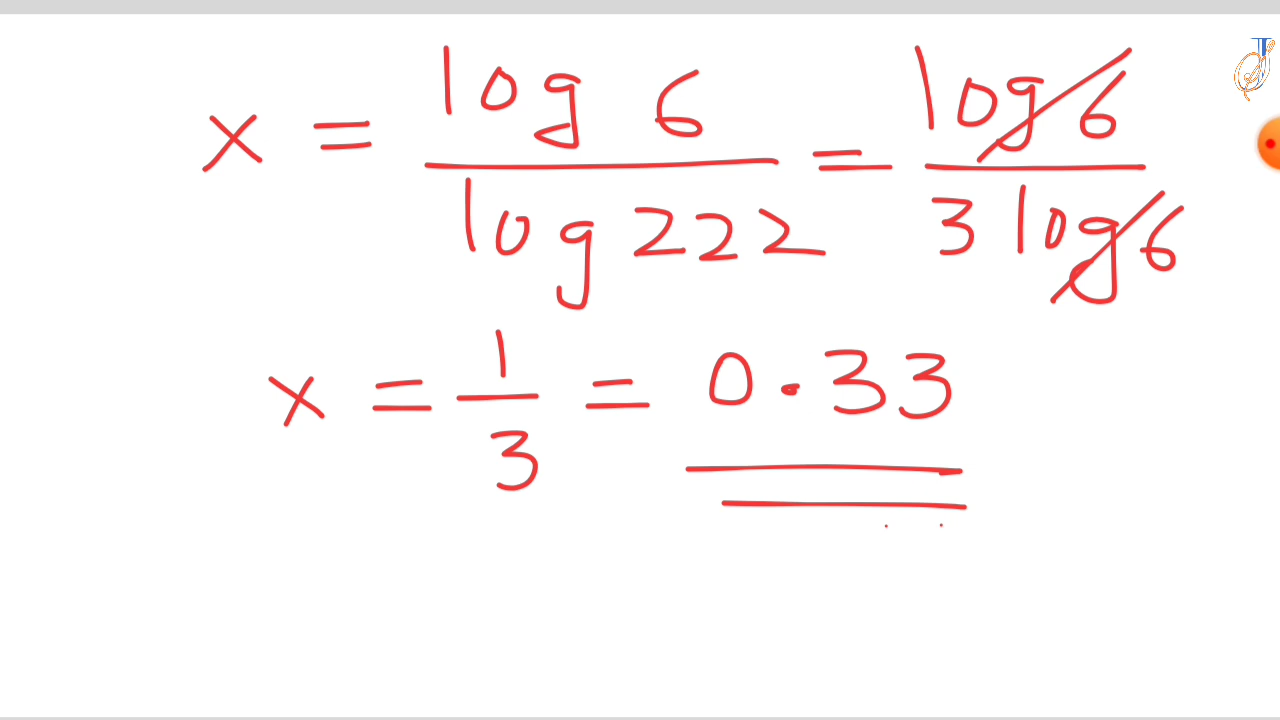 x = log 6 / log 222 = log 6 / 3 log 6
x = 1 / 3 = 0.33